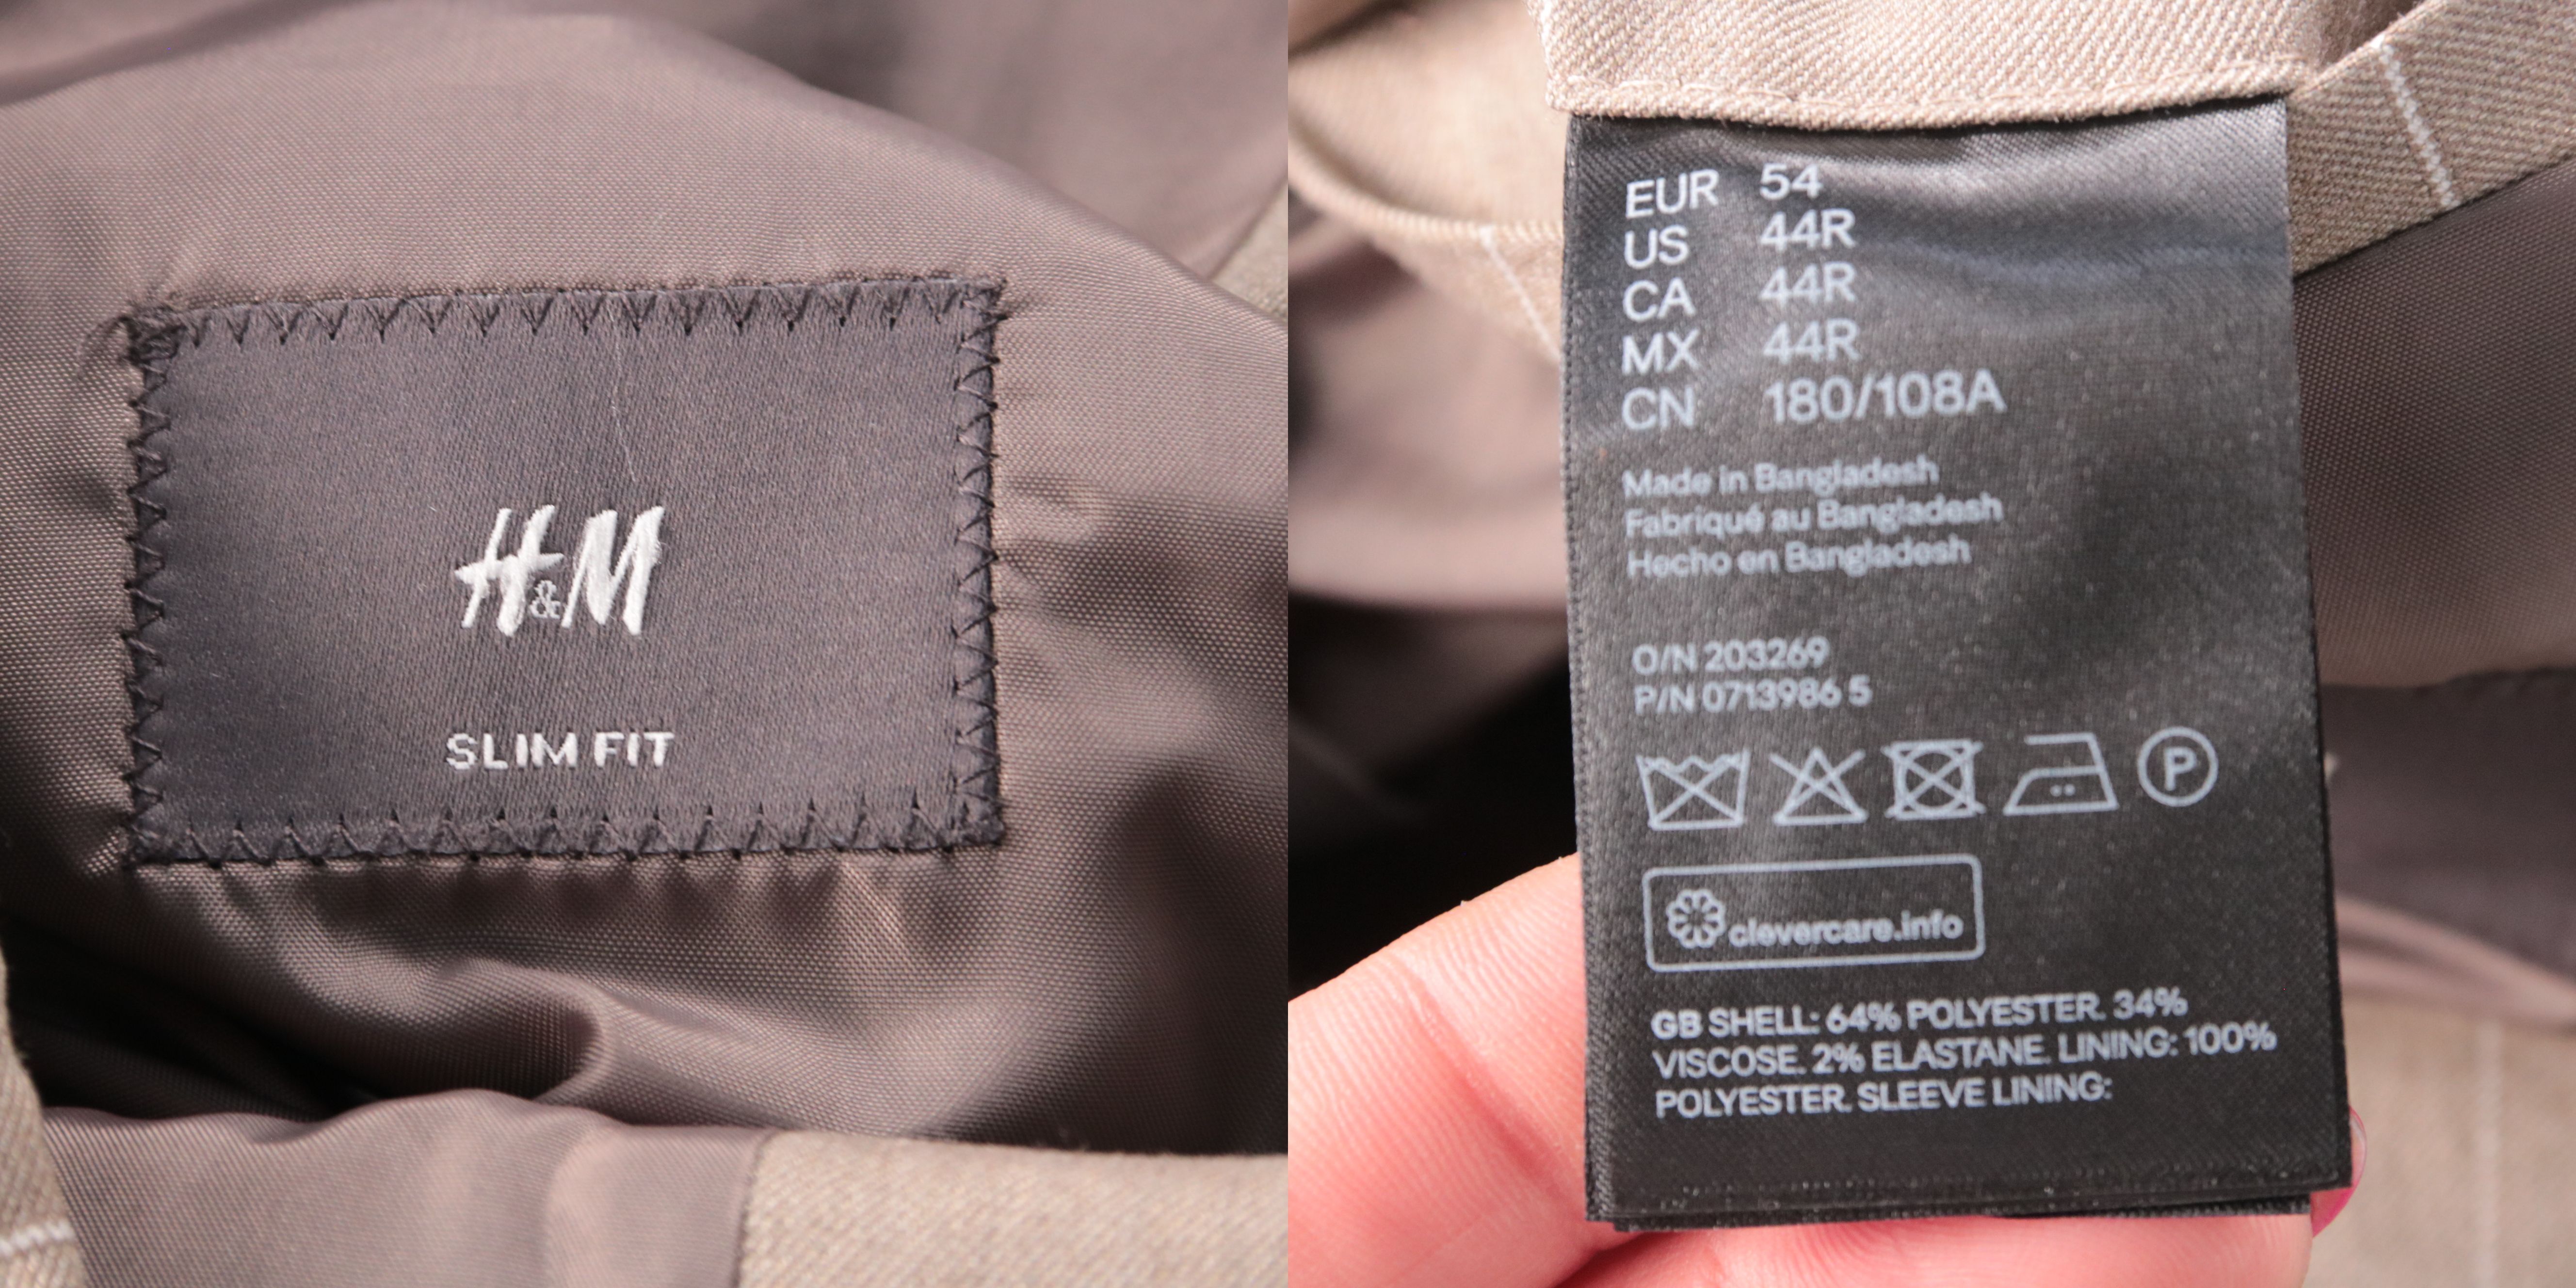 H&M
SLIM FIT
EUR 54
US 44R
CA 44R
MX 44R
CN 180/108A
Made in Bangladesh
Fabriqué au Bangladesh
Hecho en Bangladesh
O/N 203269
P/N 0713986 5
P
clevercare.info
GB SHELL: 64% POLYESTER. 34%
VISCOSE. 2% ELASTANE. LINING: 100%
POLYESTER. SLEEVE LINING: